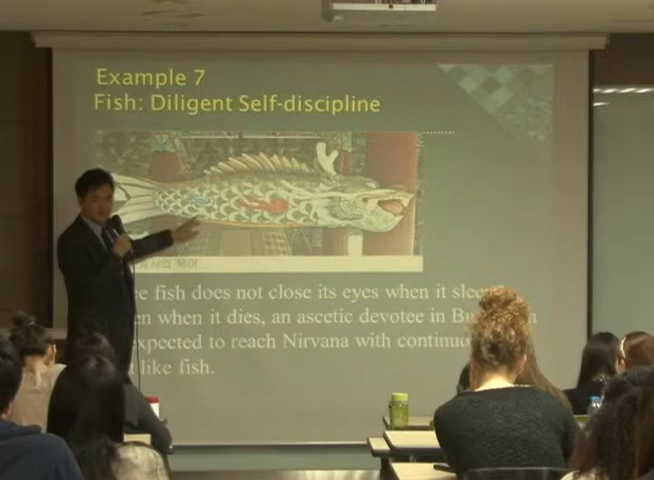 Example 7
Fish: Diligent Self-discipline
fish does not close its eyes when it
when it dies, an ascetic devotee in
expected to reach Nirvana with
like fish.